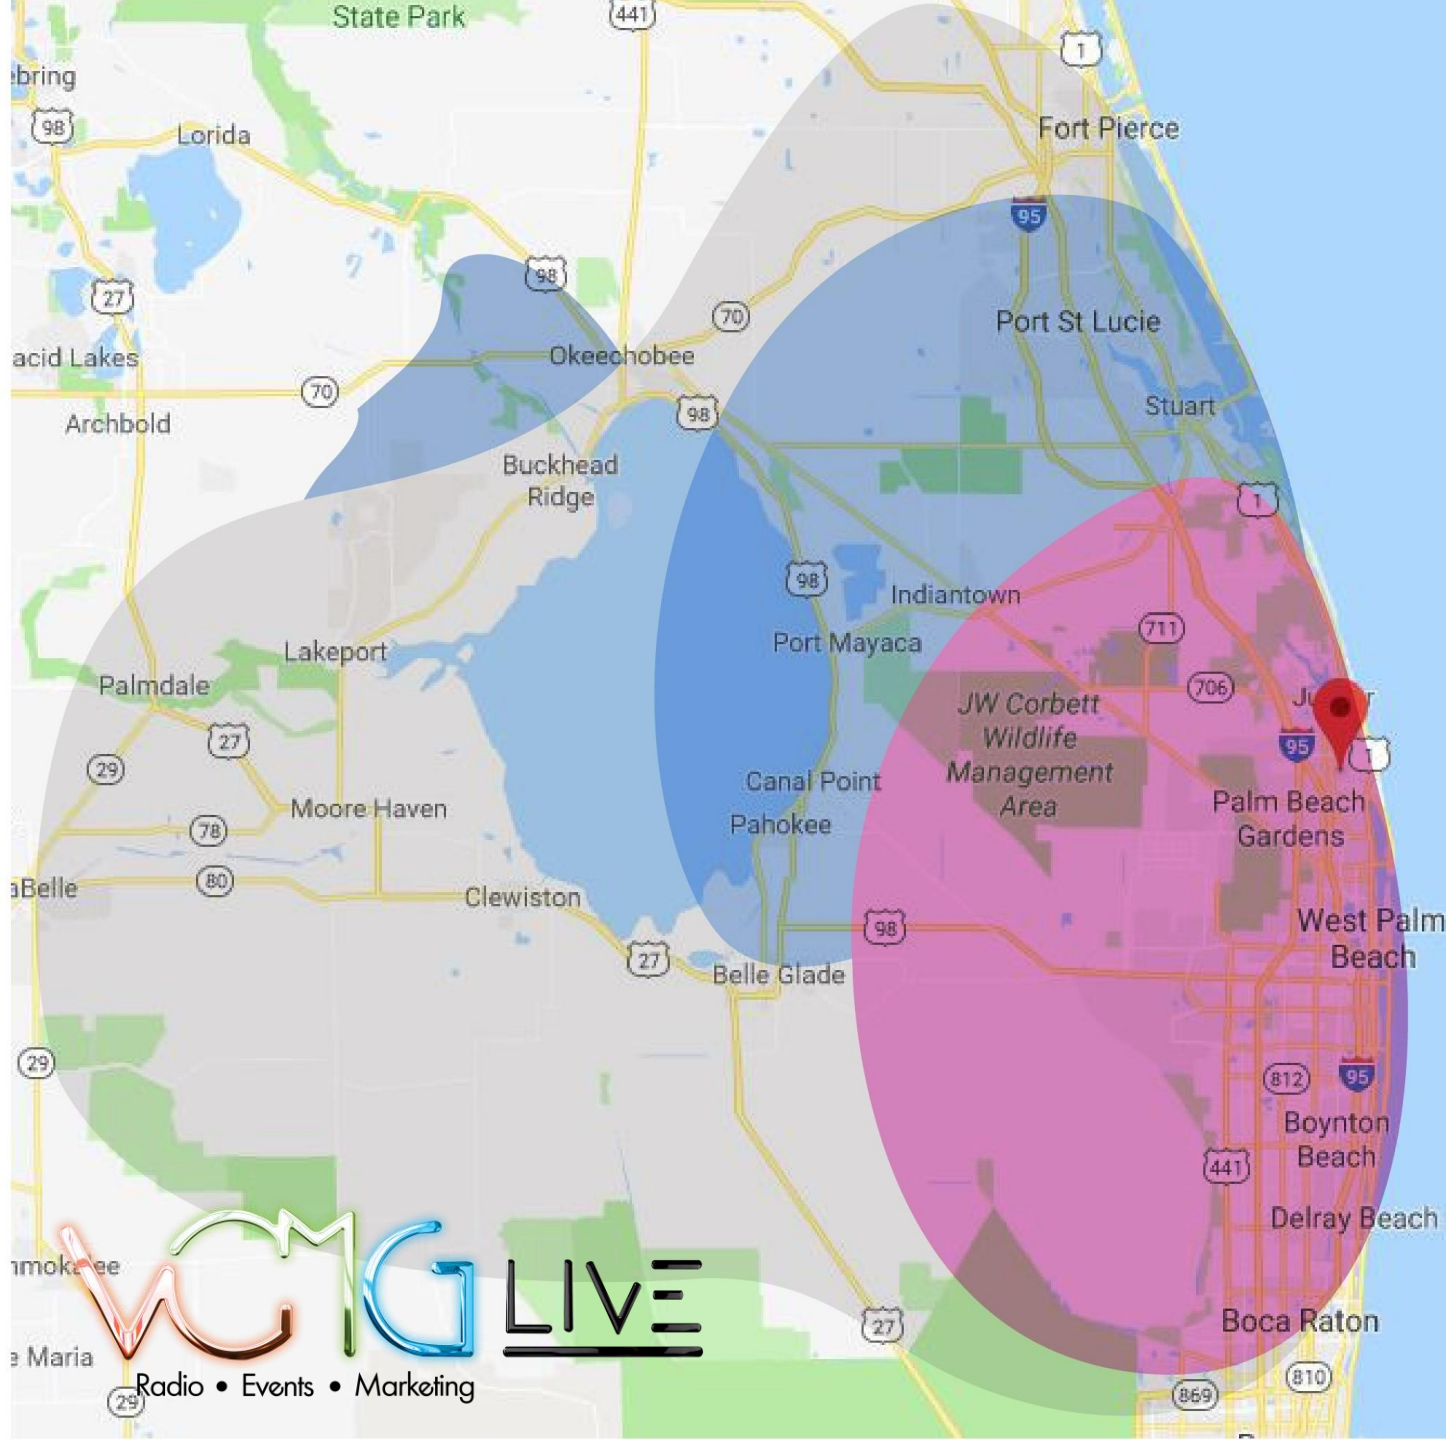 State Park
441
1
ebring
98
Lorida
Fort Pierce
95
98
27
70
Port St Lucie
acid Lakes
Okeechobee
70
98
Stuart
Archbold
Buckhead
Ridge
1
98
Indiantown
711
Port Mayaca
Lakeport
Palmdale
706
JW Corbett
Wildlife
Management
Area
27
95
1
29
Canal Point
Palm Beach
Gardens
Moore Haven
Pahokee
78
aBelle
80
Clewiston
98
West Palm
Beach
27
Belle Glade
29
812
95
Boynton
Beach
441
Delray Beach
VCMG LIVE
Boca Raton
27
e Maria
Radio • Events • Marketing
29
810
869